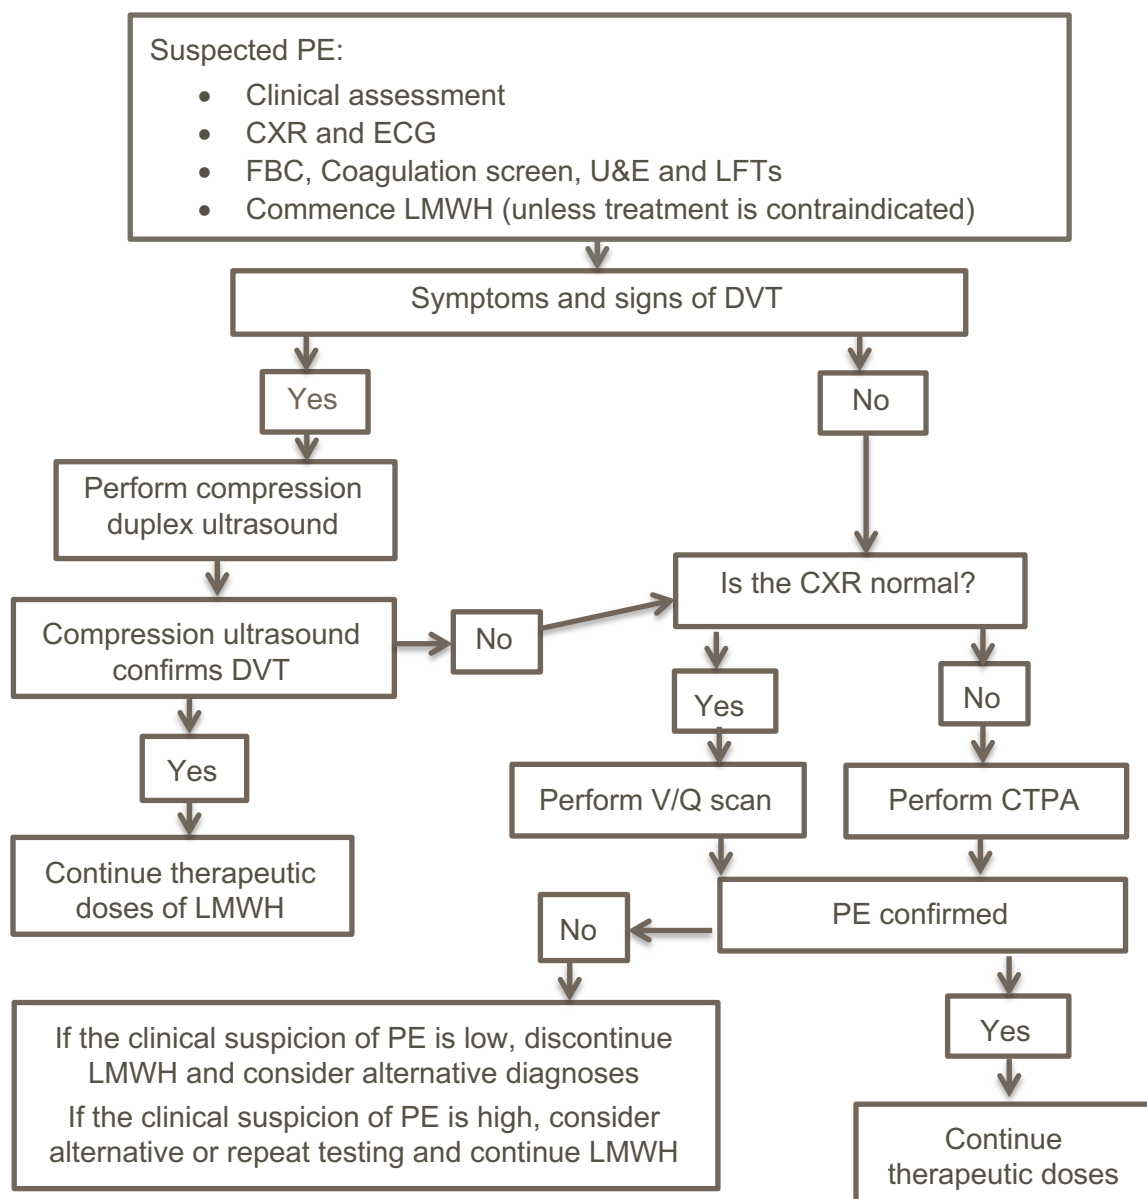 Suspected PE:
• Clinical assessment
• CXR and ECG
• FBC, Coagulation screen, U&E and LFTs
• Commence LMWH (unless treatment is contraindicated)
Symptoms and signs of DVT
Yes
No
Perform compression
duplex ultrasound
Is the CXR normal?
Compression ultrasound
confirms DVT
No
Yes
No
Yes
Perform V/Q scan
Perform CTPA
Continue therapeutic
doses of LMWH
PE confirmed
No
If the clinical suspicion of PE is low, discontinue
LMWH and consider alternative diagnoses
If the clinical suspicion of PE is high, consider
alternative or repeat testing and continue LMWH
Yes
Continue
therapeutic doses